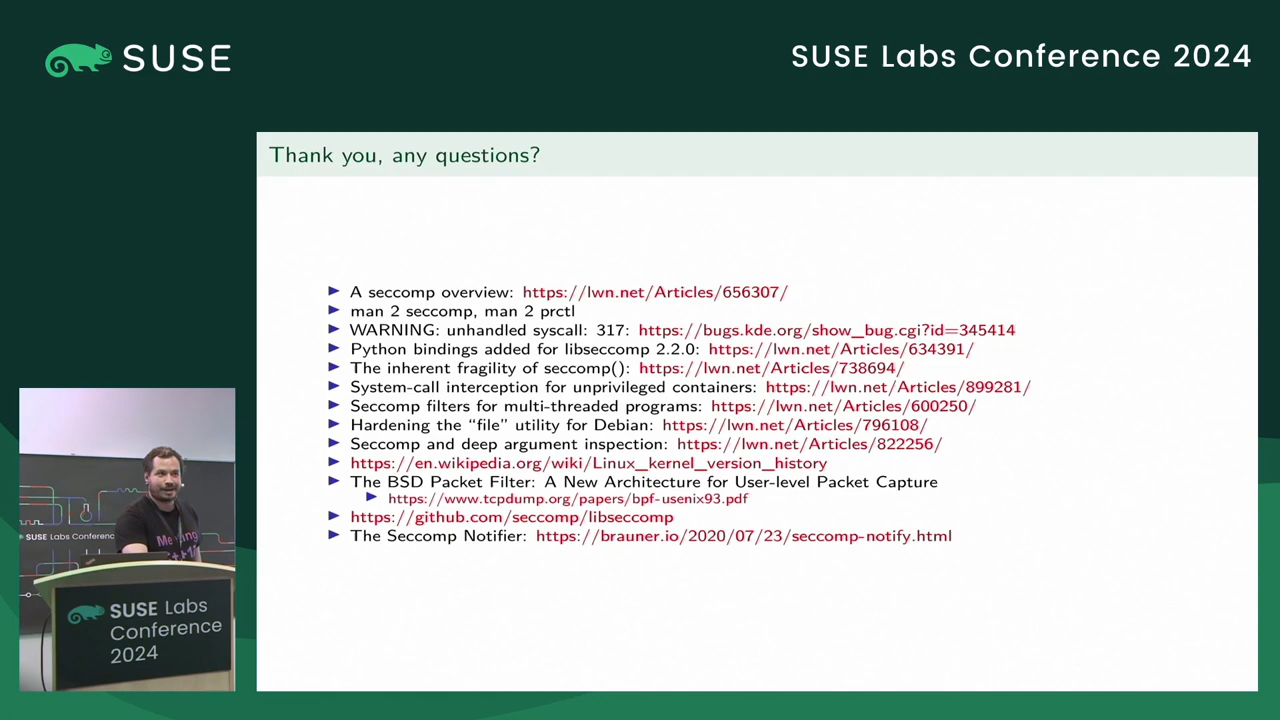 SUSE
SUSE Labs Conference 2024
Thank you, any questions?
A seccomp overview: https://lwn.net/Articles/656307/
man 2 seccomp, man 2 prctl
WARNING: unhandled syscall: 317: https://bugs.kde.org/show_bug.cgi?id=345414
Python bindings added for libseccomp 2.2.0: https://lwn.net/Articles/634391/
The inherent fragility of seccomp(): https://lwn.net/Articles/738694/
System-call interception for unprivileged containers: https://lwn.net/Articles/899281/
Seccomp filters for multi-threaded programs: https://lwn.net/Articles/600250/
Hardening the “file” utility for Debian: https://lwn.net/Articles/796108/
Seccomp and deep argument inspection: https://lwn.net/Articles/822256/
https://en.wikipedia.org/wiki/Linux_kernel_version_history
The BSD Packet Filter: A New Architecture for User-level Packet Capture
https://www.tcpdump.org/papers/bpf-usenix93.pdf
https://github.com/seccomp/libseccomp
The Seccomp Notifier: https://brauner.io/2020/07/23/seccomp-notify.html
SUSE Labs Conferenc
SUSE Labs
Conference
2024